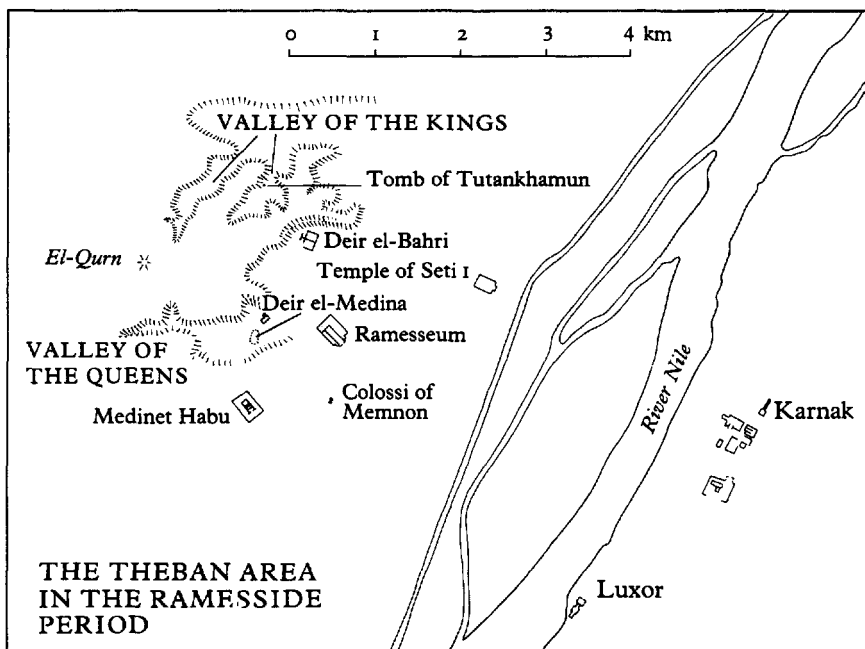 0 1 2 3 4 km
VALLEY OF THE KINGS
Tomb of Tutankhamun
Deir el-Bahri
El-Qurn
Temple of Seti I
Deir el-Medina
Ramesseum
VALLEY OF
THE QUEENS
Colossi of
Memnon
Medinet Habu
River Nile
Karnak
THE THEBAN AREA
IN THE RAMESSIDE
PERIOD
Luxor